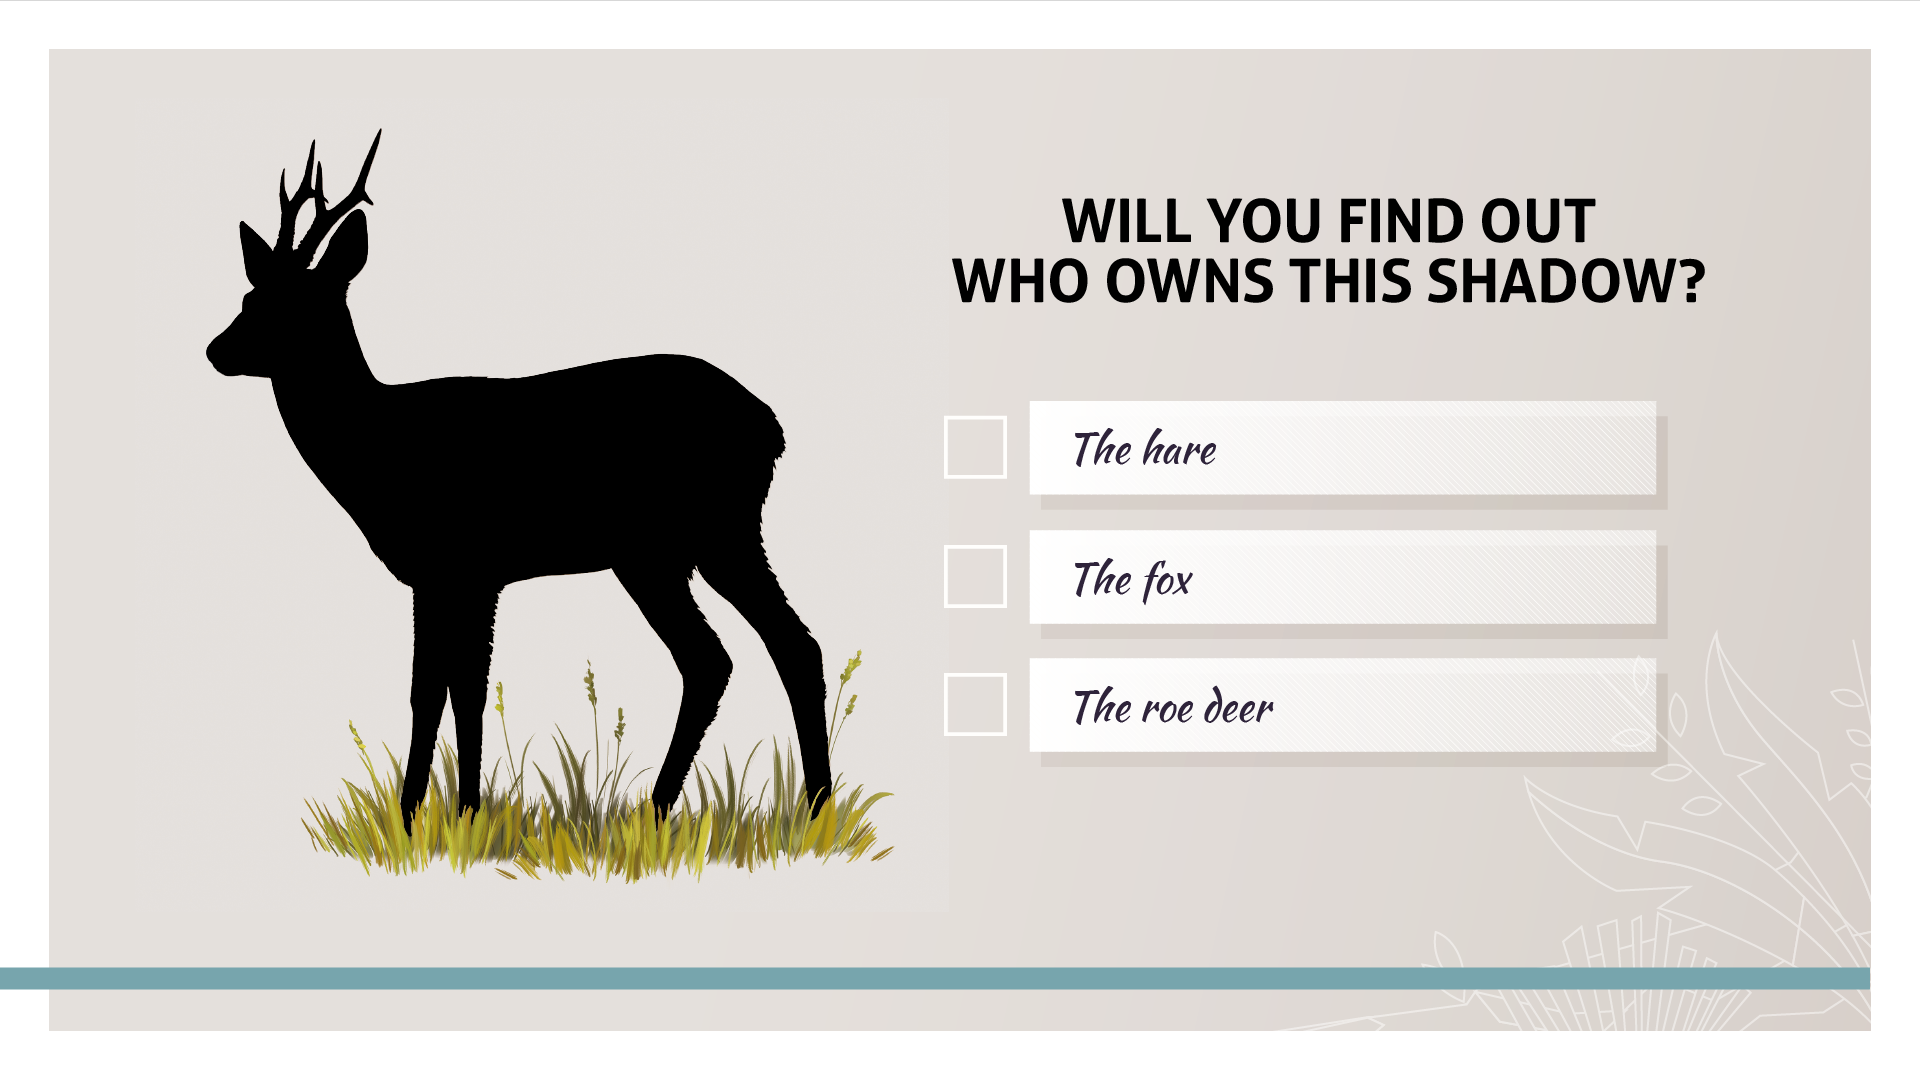 WILL YOU FIND OUT
WHO OWNS THIS SHADOW?
The hare
The fox
The roe deer